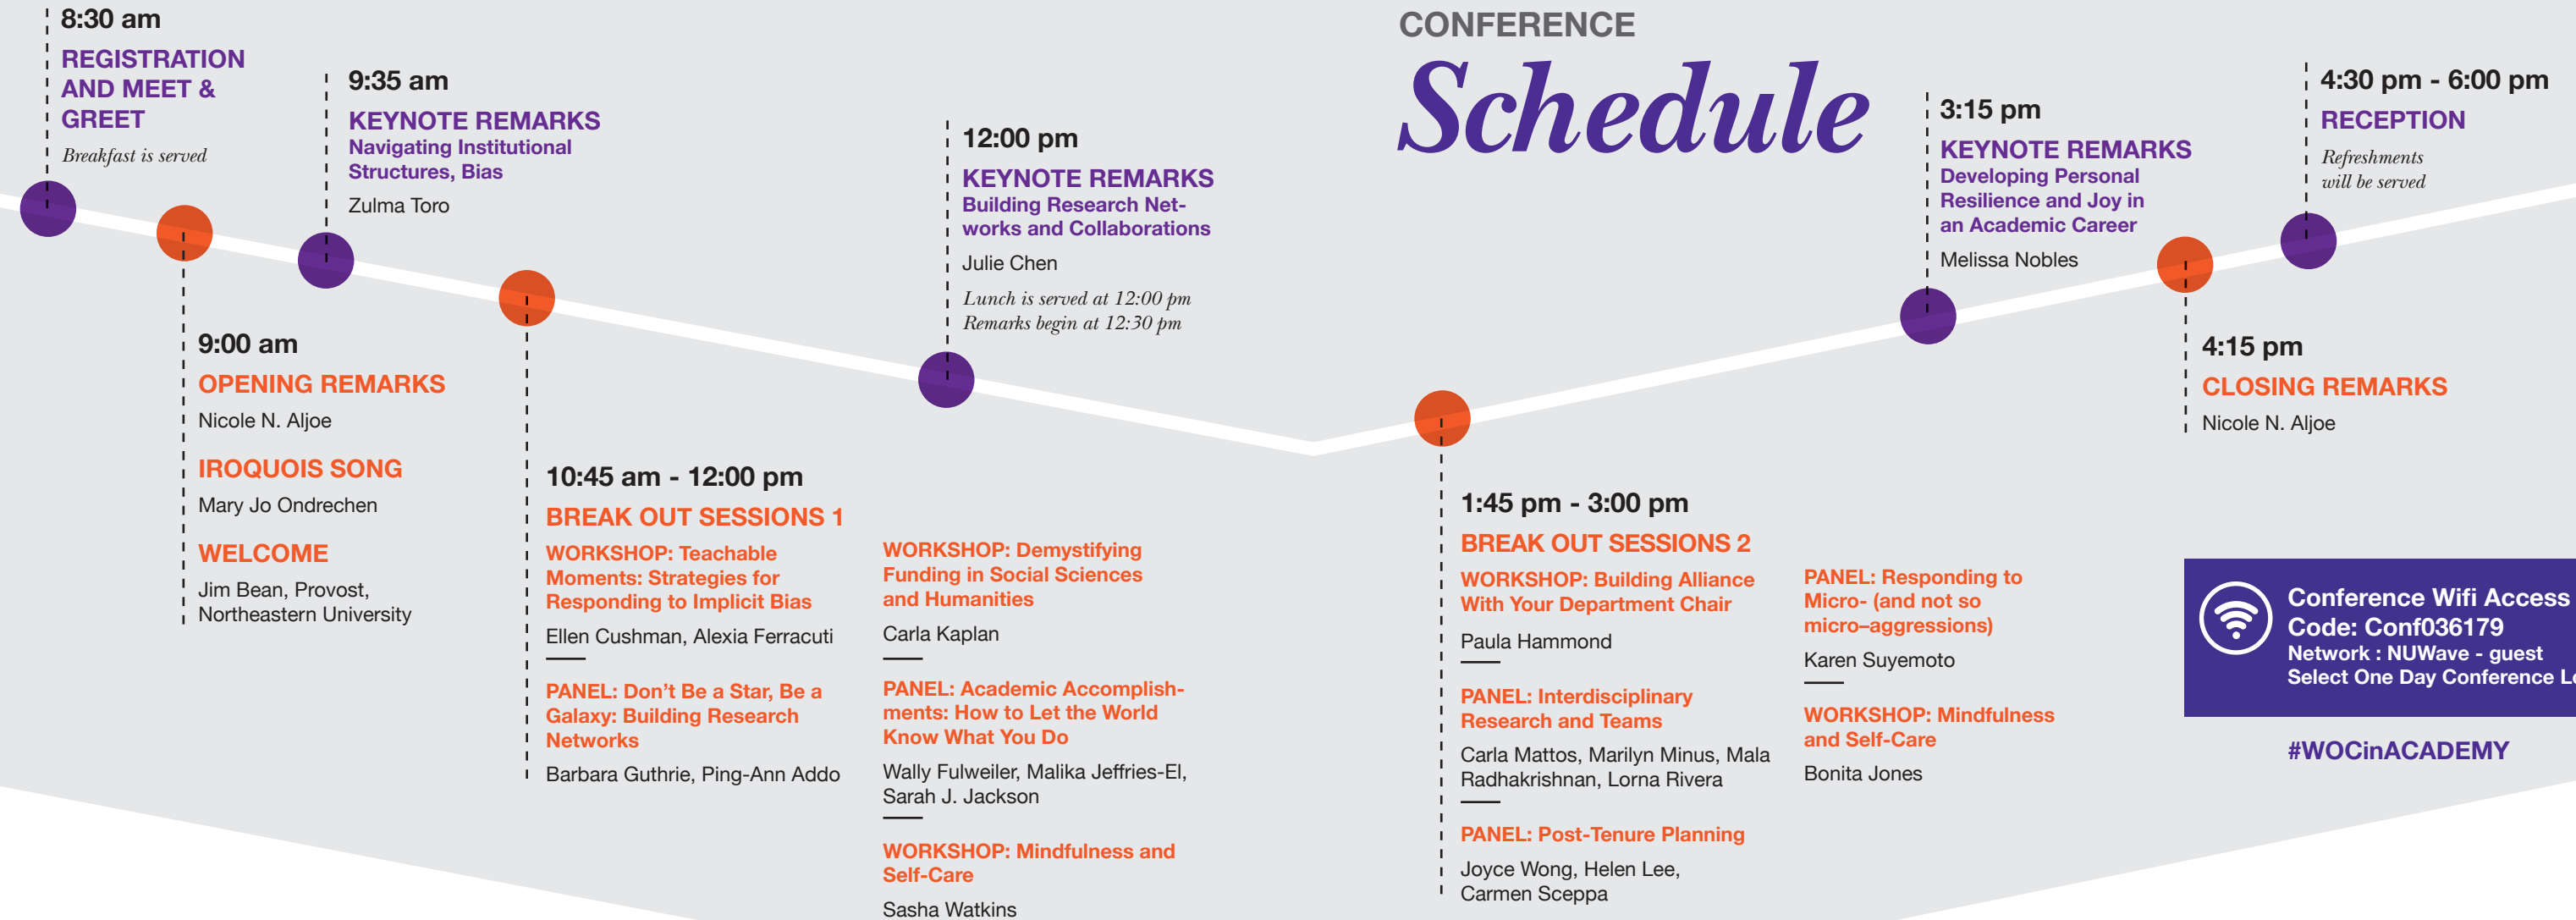 8:30 am
REGISTRATION
AND MEET &
GREET
Breakfast is served
9:00 am
OPENING REMARKS
Nicole N. Aljoe
IROQUOIS SONG
Mary Jo Ondrechen
WELCOME
Jim Bean, Provost,
Northeastern University
9:35 am
KEYNOTE REMARKS
Navigating Institutional
Structures, Bias
Zulma Toro
10:45 am - 12:00 pm
BREAK OUT SESSIONS 1
WORKSHOP: Teachable
Moments: Strategies for
Responding to Implicit Bias
Ellen Cushman, Alexia Ferracuti
PANEL: Don’t Be a Star, Be a
Galaxy: Building Research
Networks
Barbara Guthrie, Ping-Ann Addo
WORKSHOP: Demystifying
Funding in Social Sciences
and Humanities
Carla Kaplan
PANEL: Academic Accomplish-
ments: How to Let the World
Know What You Do
Wally Fulweiler, Malika Jeffries-El,
Sarah J. Jackson
WORKSHOP: Mindfulness and
Self-Care
Sasha Watkins
12:00 pm
KEYNOTE REMARKS
Building Research Net-
works and Collaborations
Julie Chen
Lunch is served at 12:00 pm
Remarks begin at 12:30 pm
CONFERENCE
Schedule
1:45 pm - 3:00 pm
BREAK OUT SESSIONS 2
WORKSHOP: Building Alliance
With Your Department Chair
Paula Hammond
PANEL: Interdisciplinary
Research and Teams
Carla Mattos, Marilyn Minus, Mala
Radhakrishnan, Lorna Rivera
PANEL: Post-Tenure Planning
Joyce Wong, Helen Lee,
Carmen Sceppa
PANEL: Responding to
Micro- (and not so
micro–aggressions)
Karen Suyemoto
WORKSHOP: Mindfulness
and Self-Care
Bonita Jones
3:15 pm
KEYNOTE REMARKS
Developing Personal
Resilience and Joy in
an Academic Career
Melissa Nobles
4:15 pm
CLOSING REMARKS
Nicole N. Aljoe
4:30 pm - 6:00 pm
RECEPTION
Refreshments
will be served
Conference Wifi Access
Code: Conf036179
Network : NUWave - guest
Select One Day Conference
#WOCinACADEMY